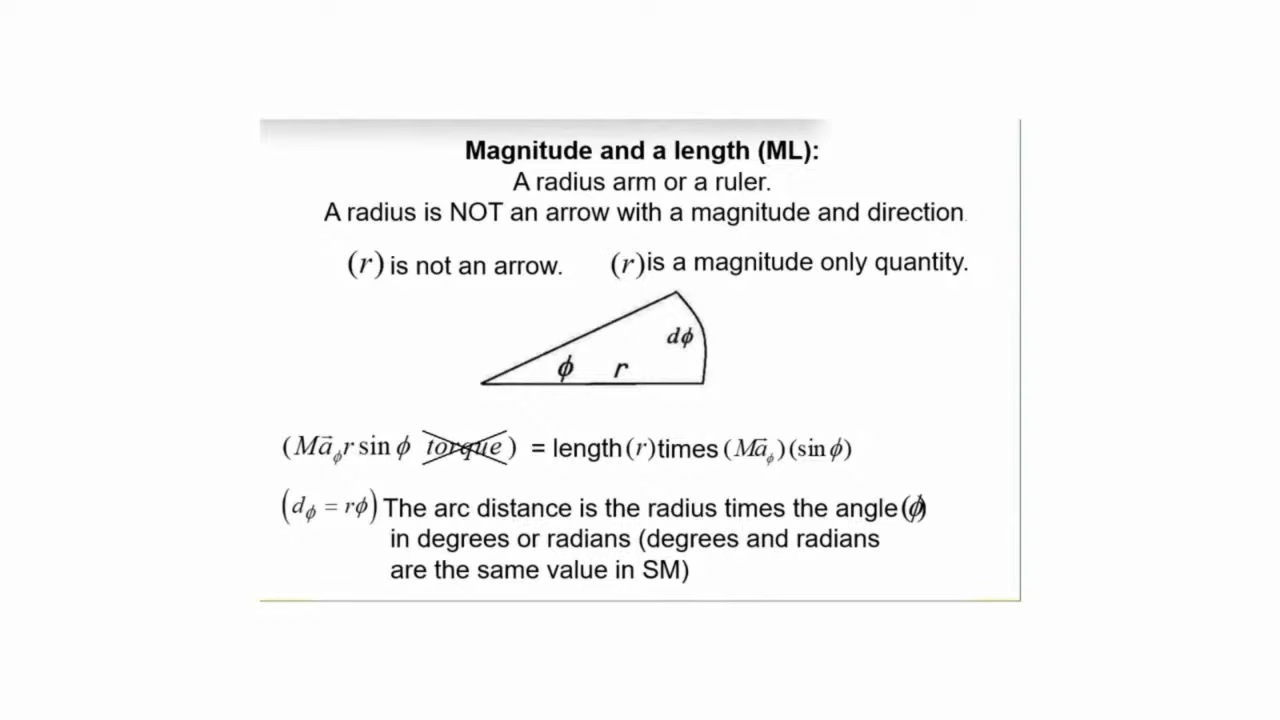 Magnitude and a length (ML):
A radius arm or a ruler.
A radius is NOT an arrow with a magnitude and direction.
(r) is not an arrow. (r) is a magnitude only quantity.
dϕ
ϕ r
(Ma⃗ϕ r sin ϕ torque) = length (r) times (Ma⃗ϕ)(sin ϕ)
(dϕ = rϕ) The arc distance is the radius times the angle (ϕ)
in degrees or radians (degrees and radians
are the same value in SM)